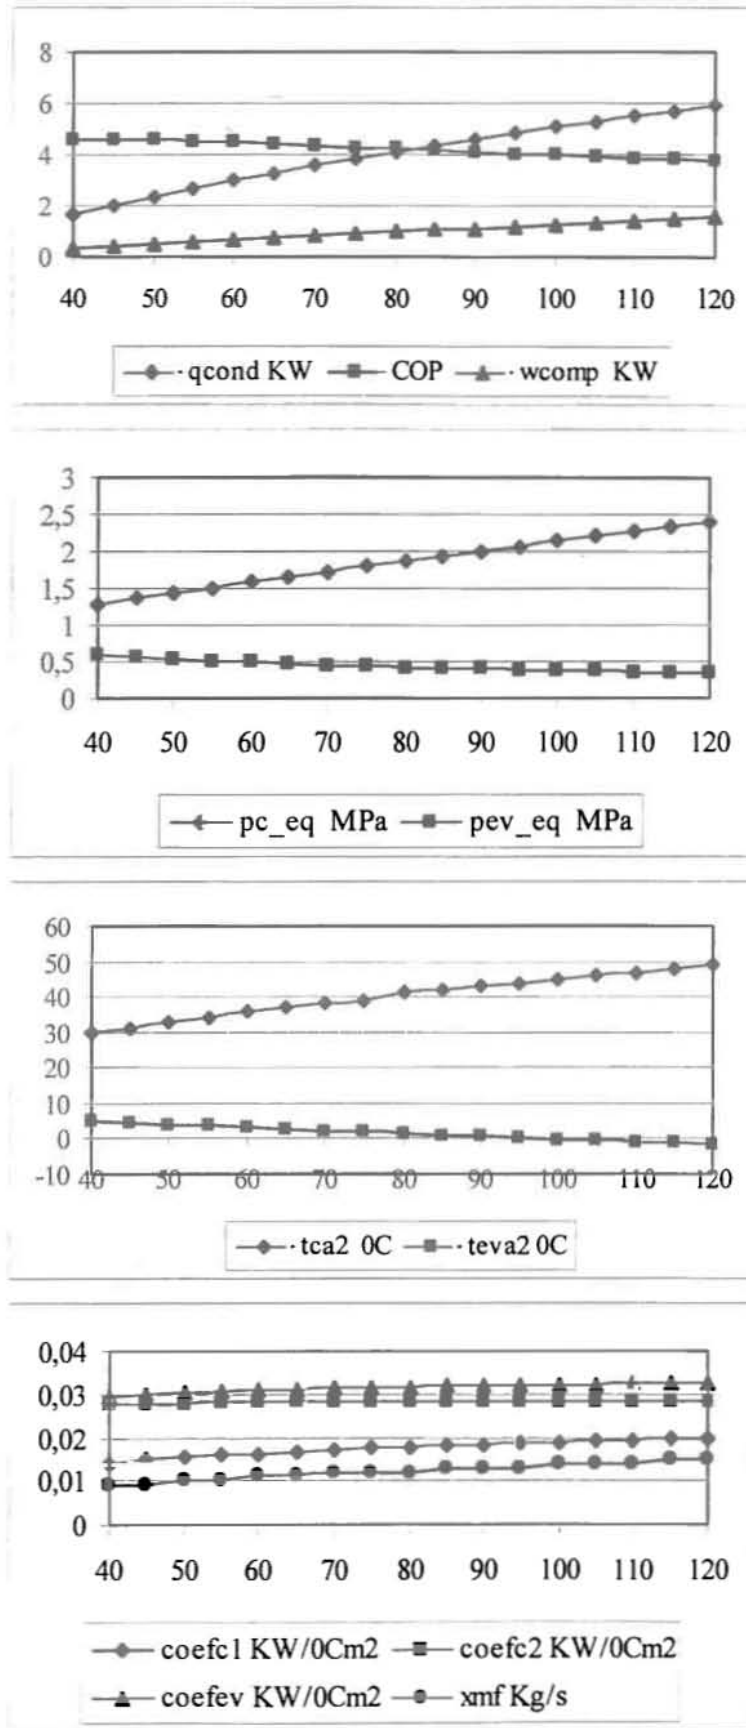 8
6
4
2
0
40 50 60 70 80 90 100 110 120
qcond KW COP wcomp KW
3
2,5
2
1,5
1
0,5
0
40 50 60 70 80 90 100 110 120
pc_eq MPa pev_eq MPa
60
50
40
30
20
10
0
-10
40 50 60 70 80 90 100 110 120
tca2 0C teva2 0C
0,04
0,03
0,02
0,01
0
40 50 60 70 80 90 100 110 120
coefc1 KW/0Cm2 coefc2 KW/0Cm2
coefev KW/0Cm2 xmf Kg/s